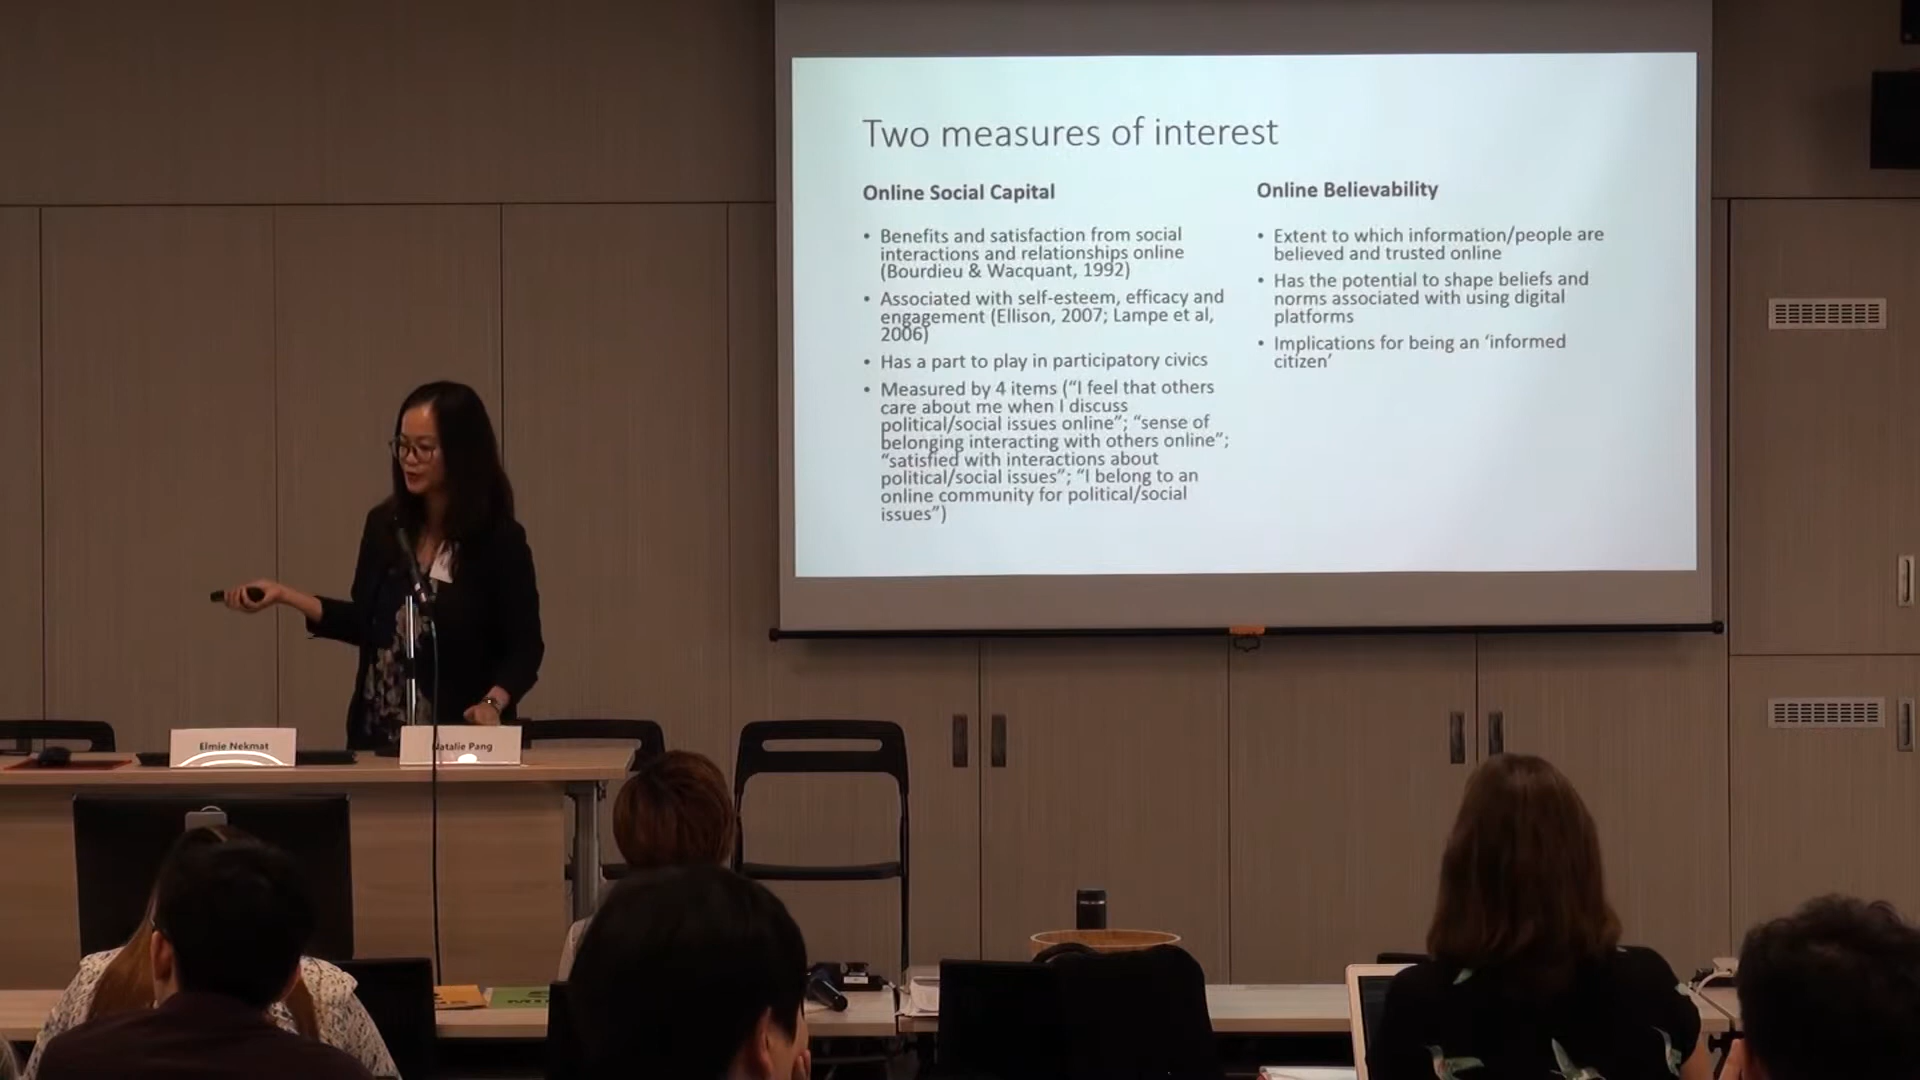 Two measures of interest
Online Social Capital
• Benefits and satisfaction from social
interactions and relationships online
(Bourdieu & Wacquant, 1992)
• Associated with self-esteem, efficacy and
engagement (Ellison, 2007; Lampe et al,
2006)
• Has a part to play in participatory civics
• Measured by 4 items (“I feel that others
care about me when I discuss
political/social issues online”; “sense of
belonging interacting with others online”;
“satisfied with interactions about
political/social issues”; “I belong to an
online community for political/social
issues”)
Online Believability
• Extent to which information/people are
believed and trusted online
• Has the potential to shape beliefs and
norms associated with using digital
platforms
• Implications for being an ‘informed
citizen’
Elmie Nekmat
Natalie Pang